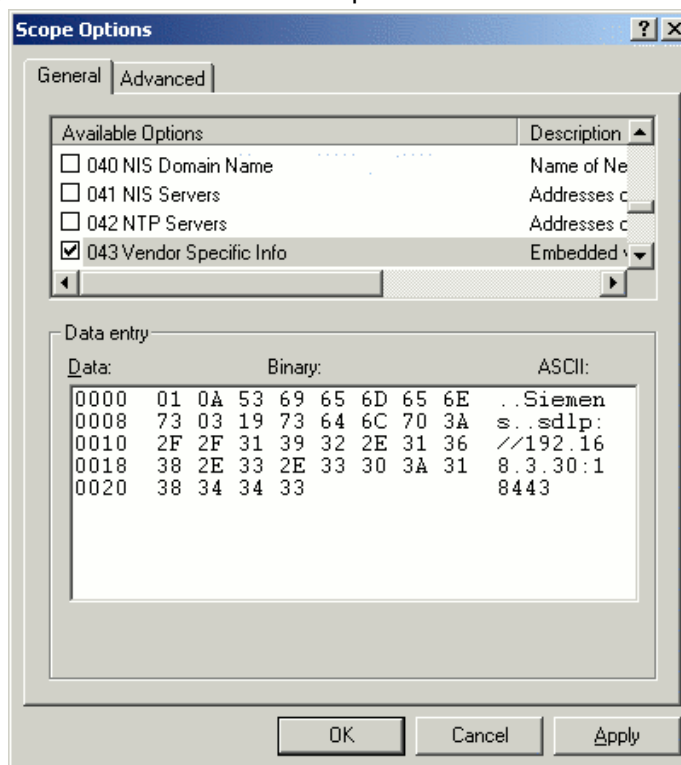 Scope Options
General Advanced
Available Options Description
040 NIS Domain Name Name of Ne
041 NIS Servers Addresses c
042 NTP Servers Addresses c
043 Vendor Specific Info Embedded
Data entry
Data: Binary: ASCII:
0000 01 0A 53 69 65 6D 65 6E ..Siemen
0008 73 03 19 73 64 6C 70 3A s..sdlp:
0010 2F 2F 31 39 32 2E 31 36 //192.16
0018 38 2E 33 2E 33 30 3A 31 8.3.30:1
0020 38 34 34 33 8443
OK Cancel Apply